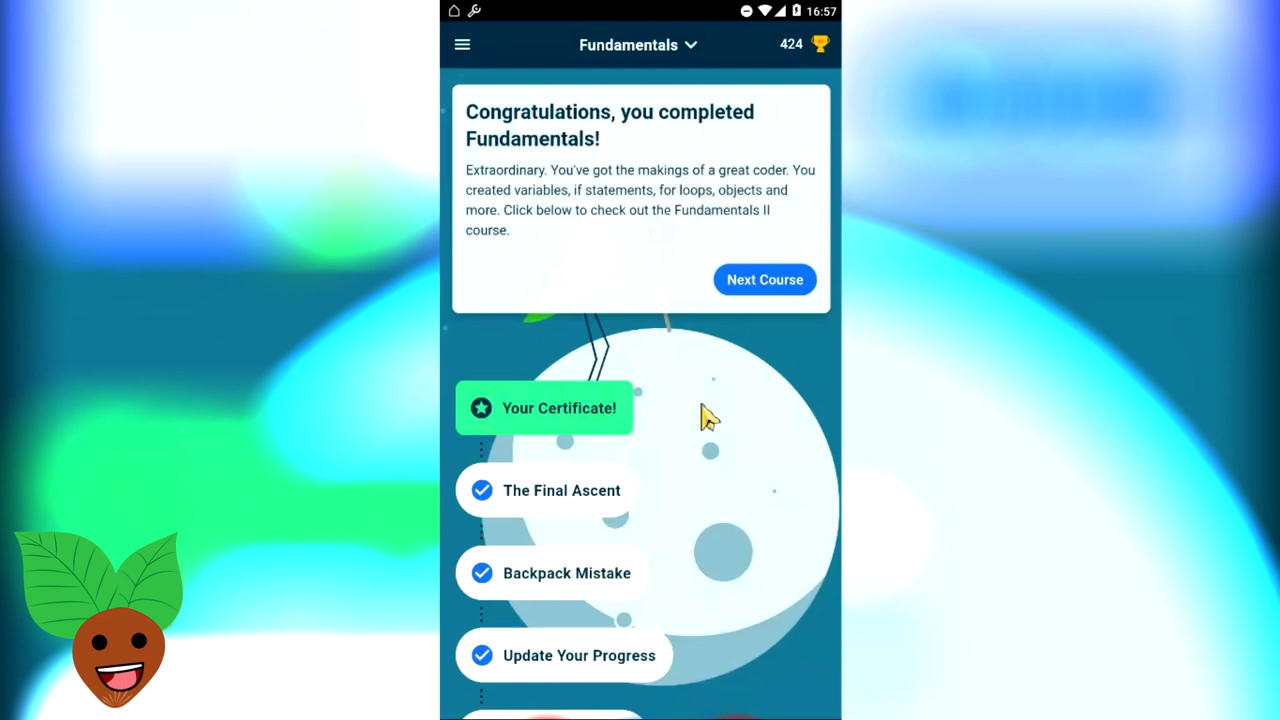 16:57
Fundamentals
424
Congratulations, you completed
Fundamentals!
Extraordinary. You've got the makings of a great coder. You
created variables, if statements, for loops, objects and
more. Click below to check out the Fundamentals II
course.
Next Course
Your Certificate!
The Final Ascent
Backpack Mistake
Update Your Progress